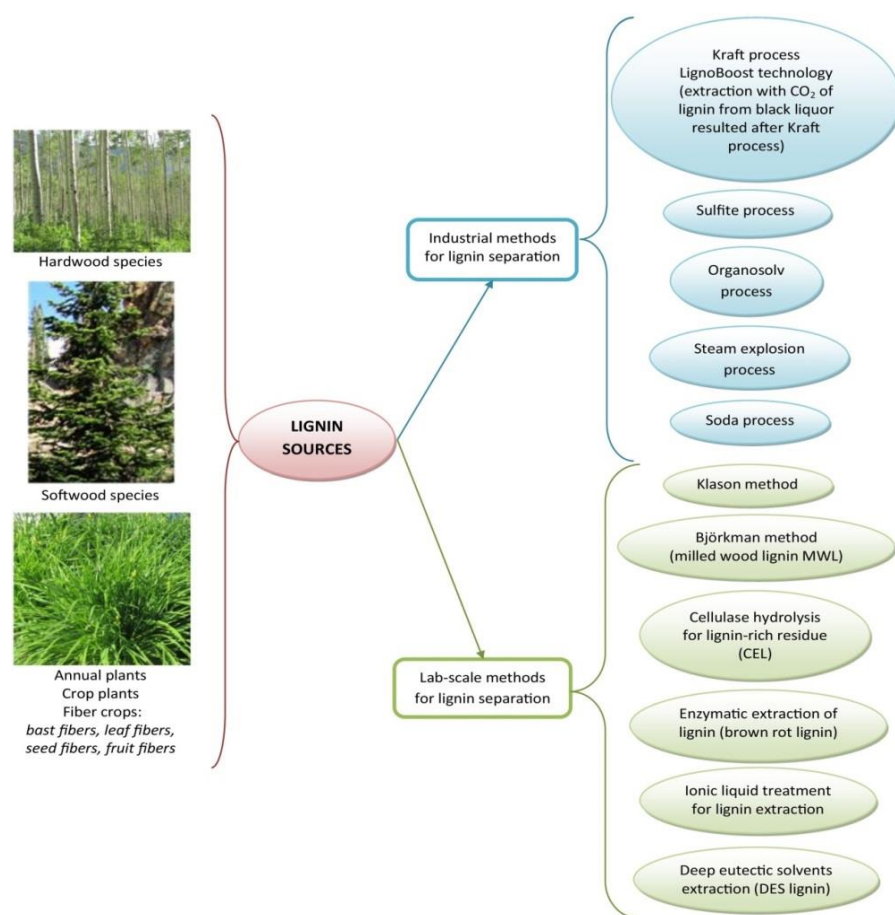 Hardwood species
Softwood species
Annual plants
Crop plants
Fiber crops:
bast fibers, leaf fibers,
seed fibers, fruit fibers
LIGNIN
SOURCES
Industrial methods
for lignin separation
Kraft process
LignoBoost technology
(extraction with CO₂ of
lignin from black liquor
resulted after Kraft
process)
Sulfite process
Organosolv
process
Steam explosion
process
Soda process
Lab-scale methods
for lignin separation
Klason method
Björkman method
(milled wood lignin MWL)
Cellulase hydrolysis
for lignin-rich residue
(CEL)
Enzymatic extraction of
lignin (brown rot lignin)
Ionic liquid treatment
for lignin extraction
Deep eutectic solvents
extraction (DES lignin)